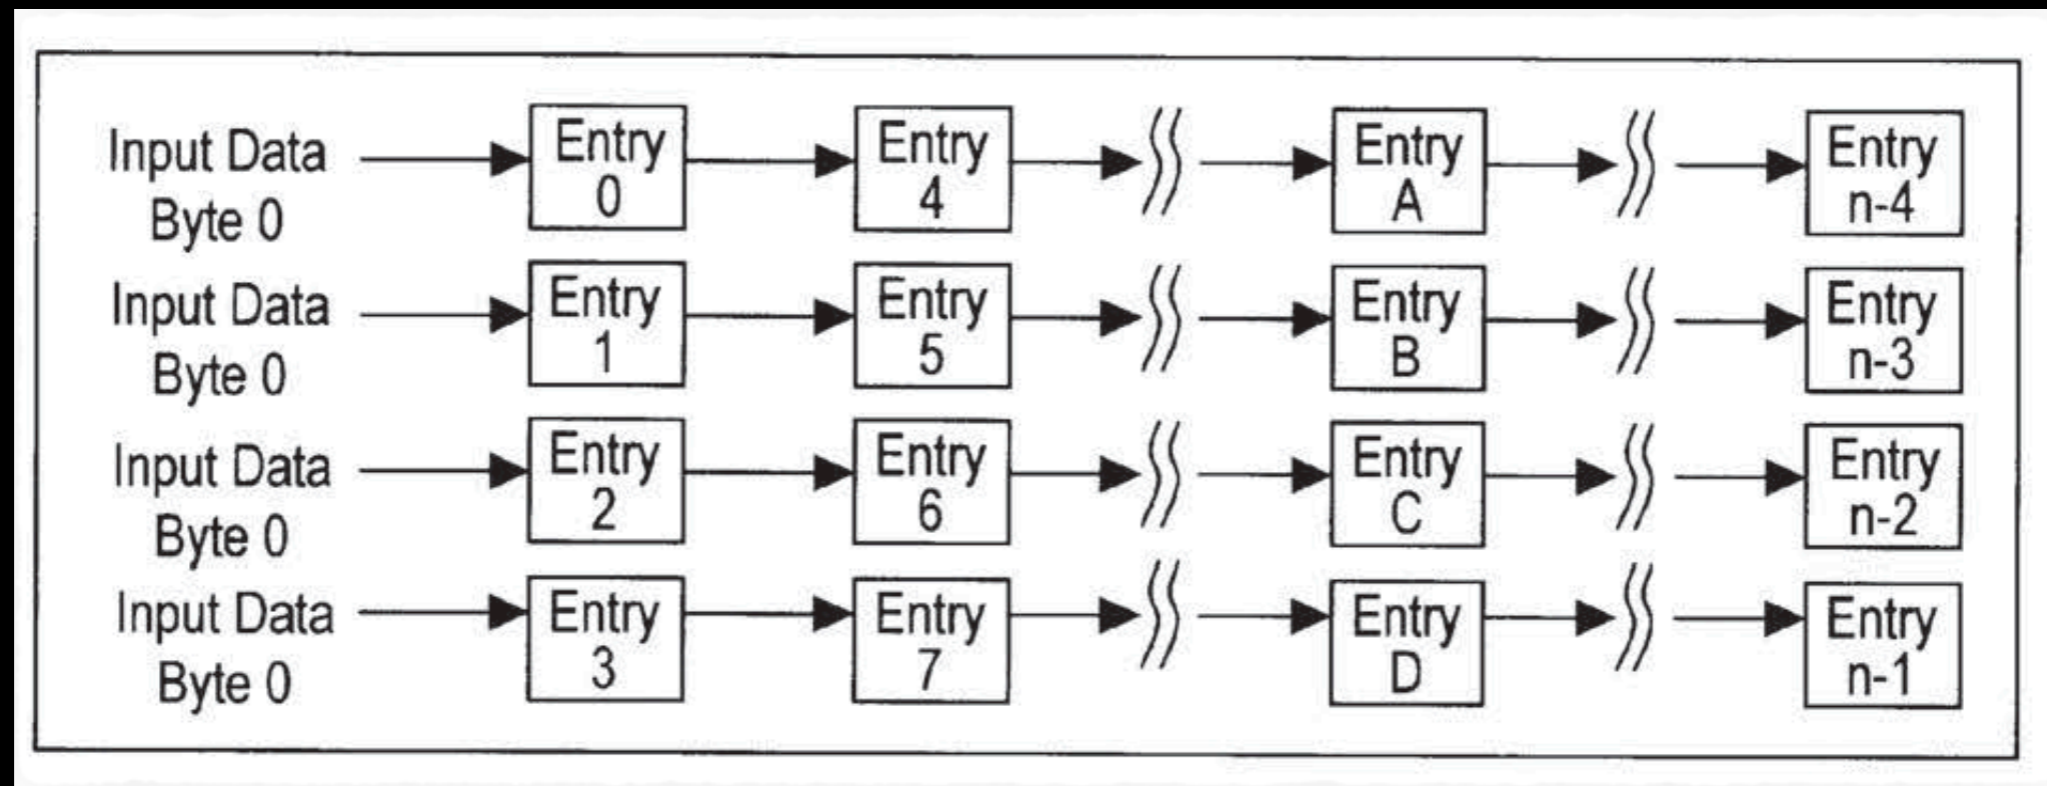 Input Data
Byte 0
Entry
0
Entry
4
Entry
A
Entry
n-4
Input Data
Byte 0
Entry
1
Entry
5
Entry
B
Entry
n-3
Input Data
Byte 0
Entry
2
Entry
6
Entry
C
Entry
n-2
Input Data
Byte 0
Entry
3
Entry
7
Entry
D
Entry
n-1